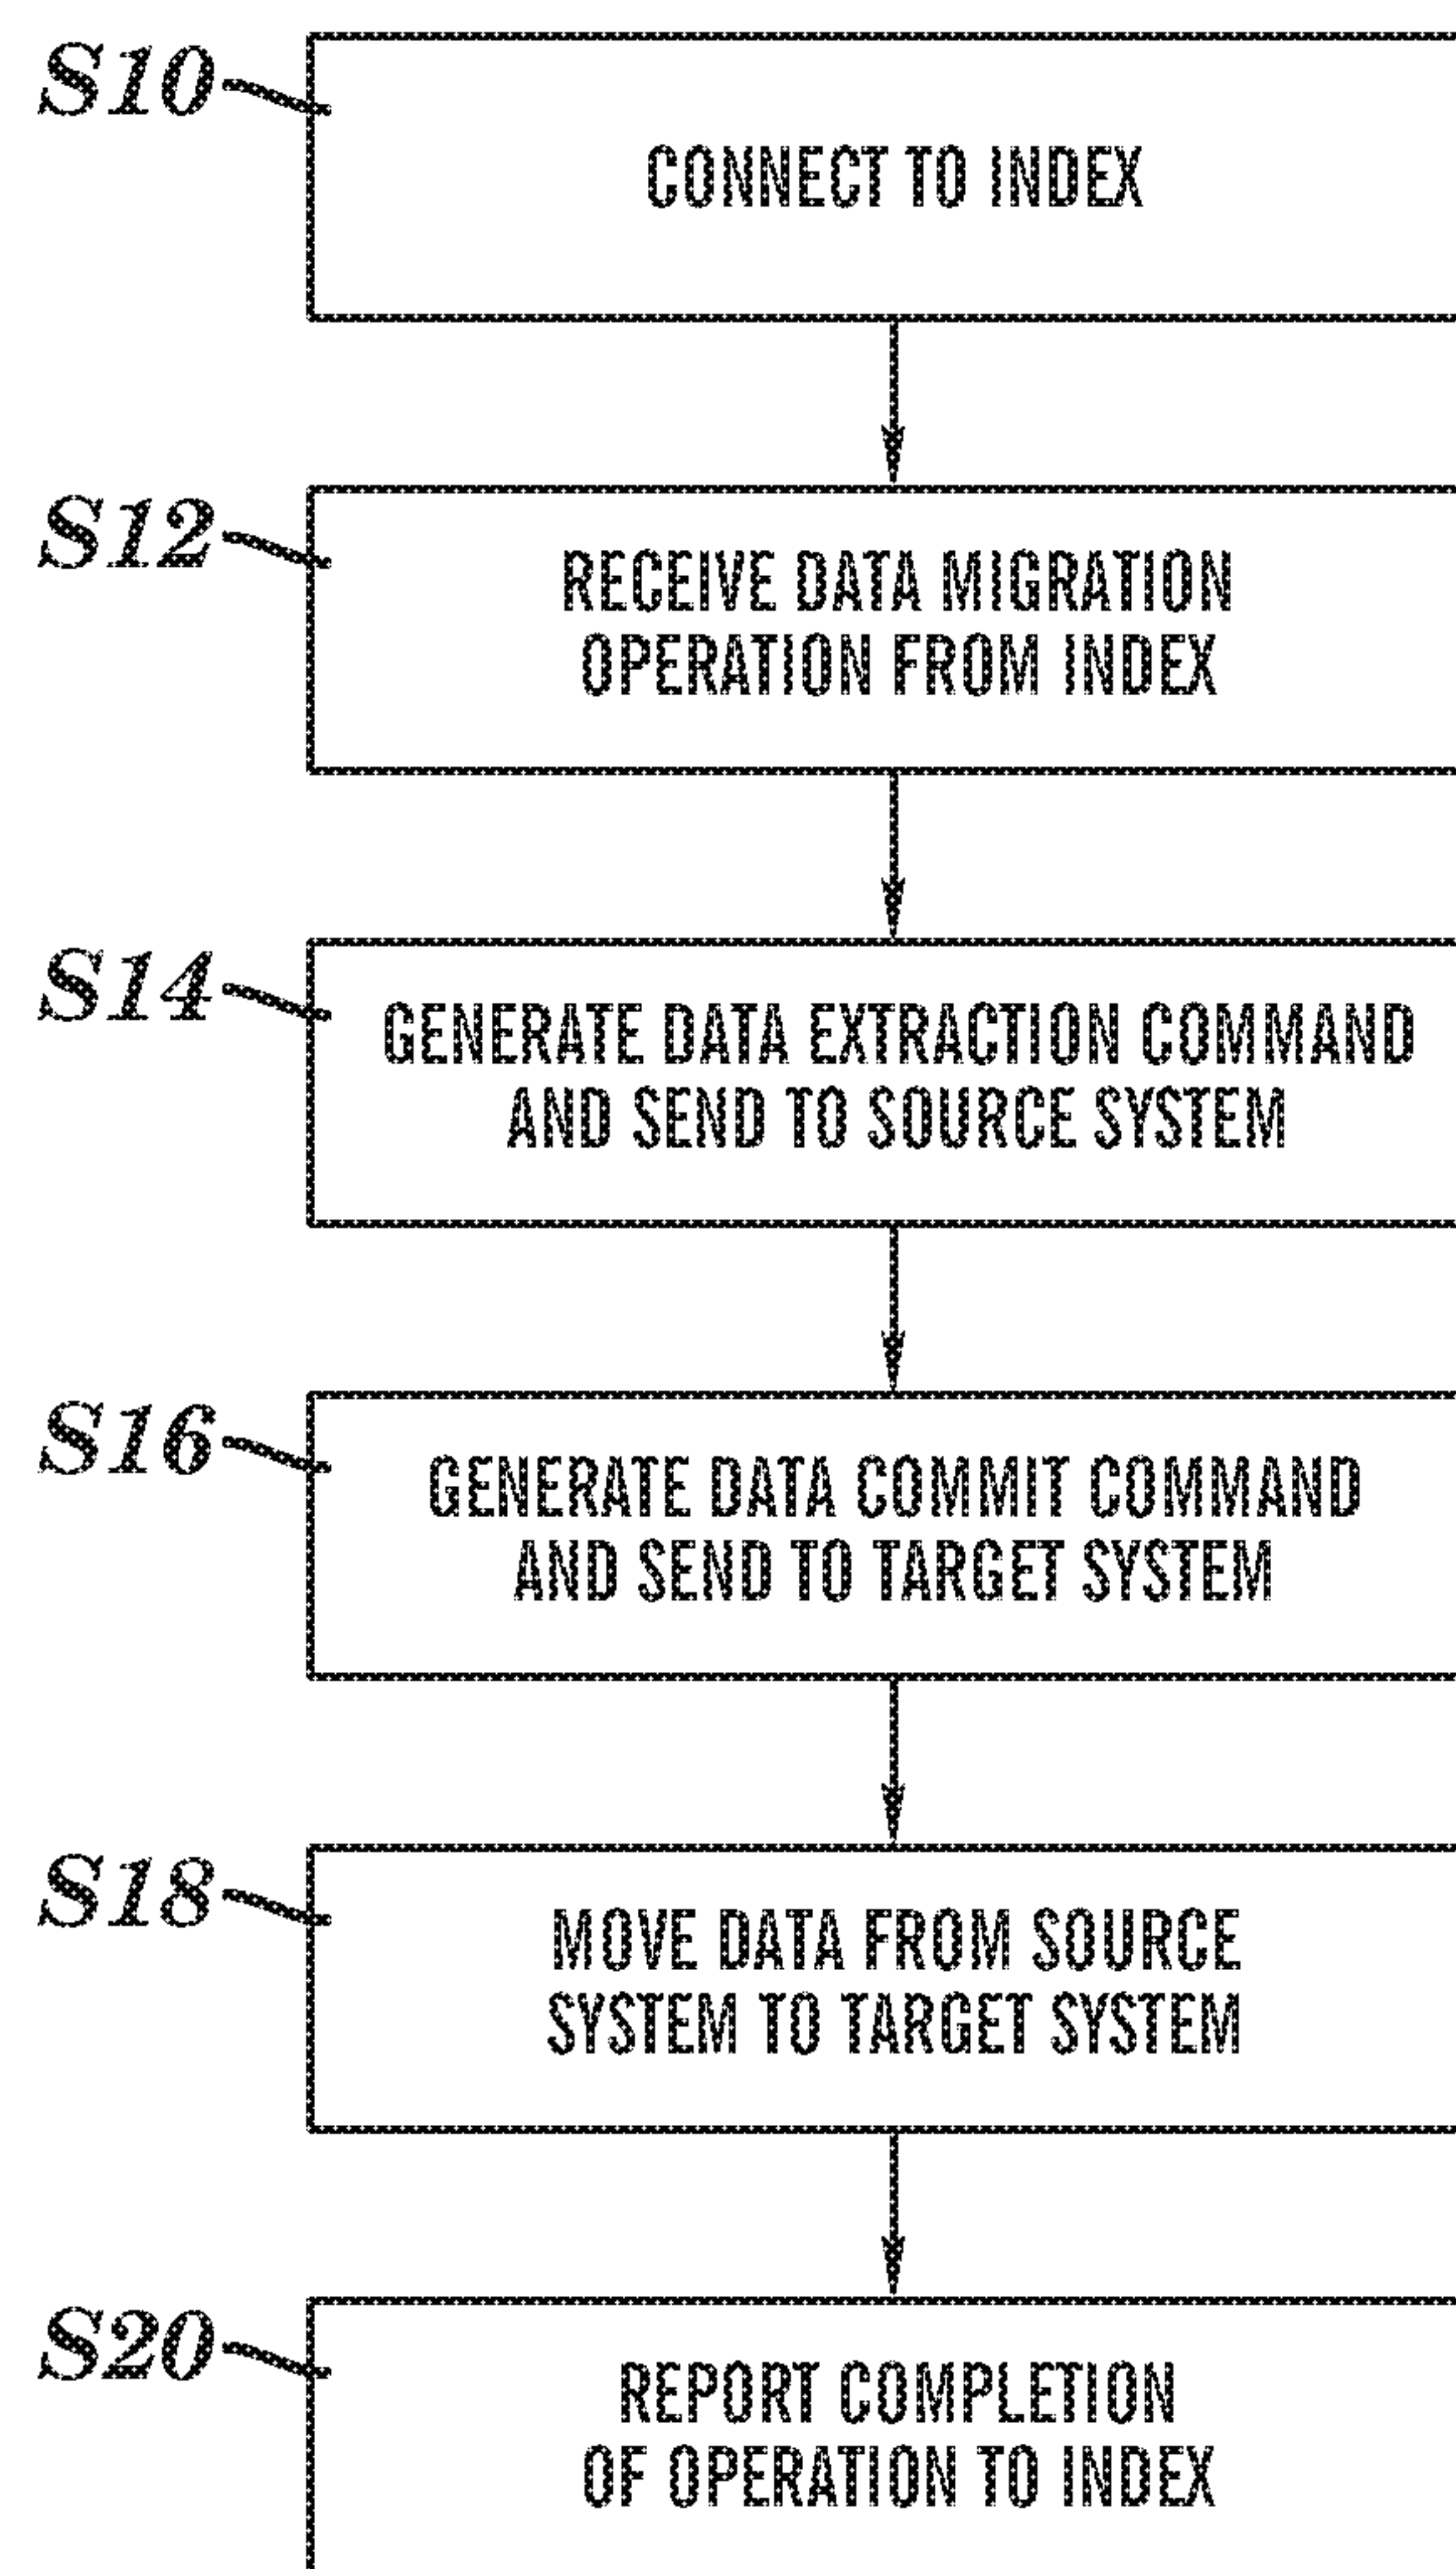 S10
CONNECT TO INDEX
S12
RECEIVE DATA MIGRATION
OPERATION FROM INDEX
S14
GENERATE DATA EXTRACTION COMMAND
AND SEND TO SOURCE SYSTEM
S16
GENERATE DATA COMMIT COMMAND
AND SEND TO TARGET SYSTEM
S18
MOVE DATA FROM SOURCE
SYSTEM TO TARGET SYSTEM
S20
REPORT COMPLETION
OF OPERATION TO INDEX